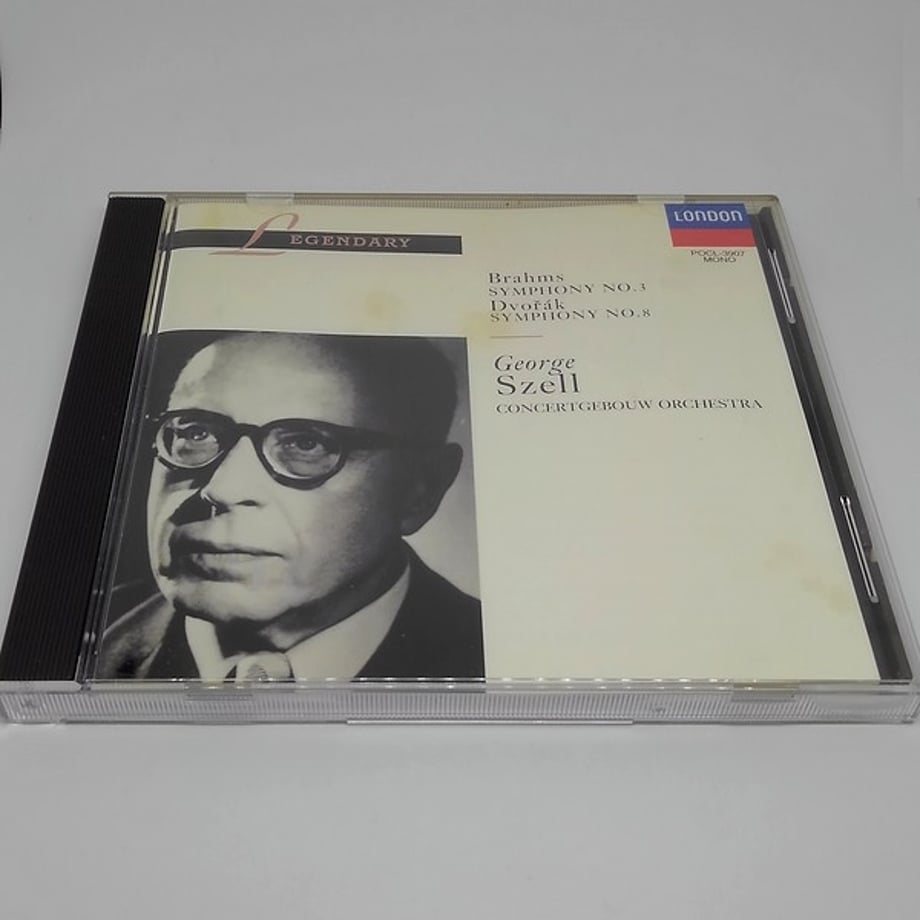 LEGENDARY
LONDON
POCL-3907
MONO
Brahms
SYMPHONY NO.3
Dvořák
SYMPHONY NO.8
George
Szell
CONCERTGEBOUW ORCHESTRA